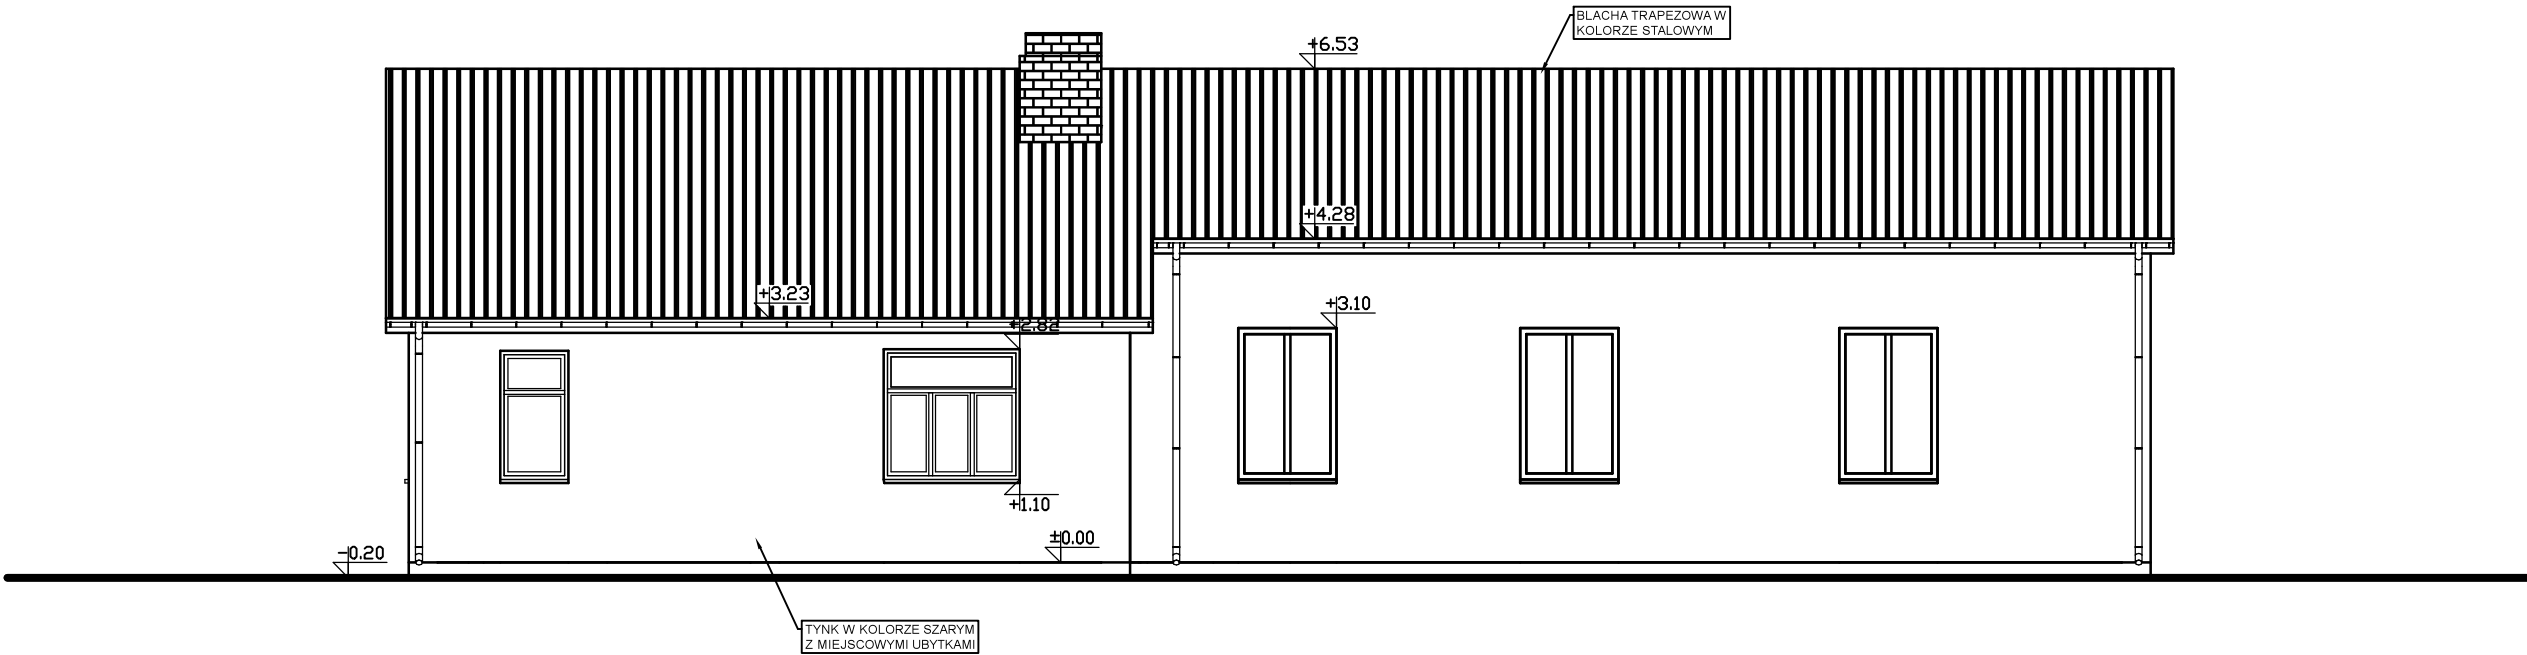 BLACHA TRAPEZOWA W
KOLORZE STALOWYM
+6.53
+4.28
+3.23
+3.10
+2.82
+1.10
±0.00
-0.20
TYNK W KOLORZE SZARYM
Z MIEJSCOWYMI UBYTKAMI